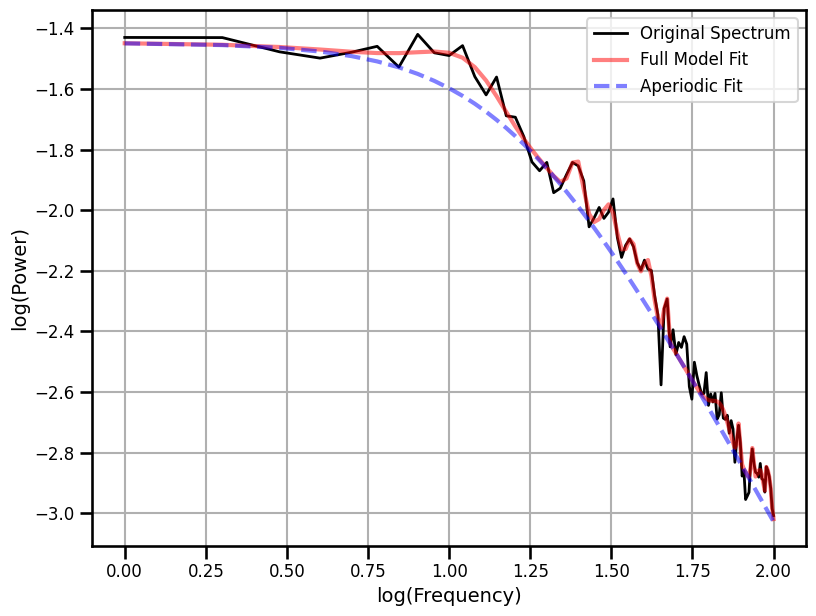 −1.4
−1.6
−1.8
−2.0
−2.2
−2.4
−2.6
−2.8
−3.0
log(Power)
Original Spectrum
Full Model Fit
Aperiodic Fit
0.00 0.25 0.50 0.75 1.00 1.25 1.50 1.75 2.00
log(Frequency)